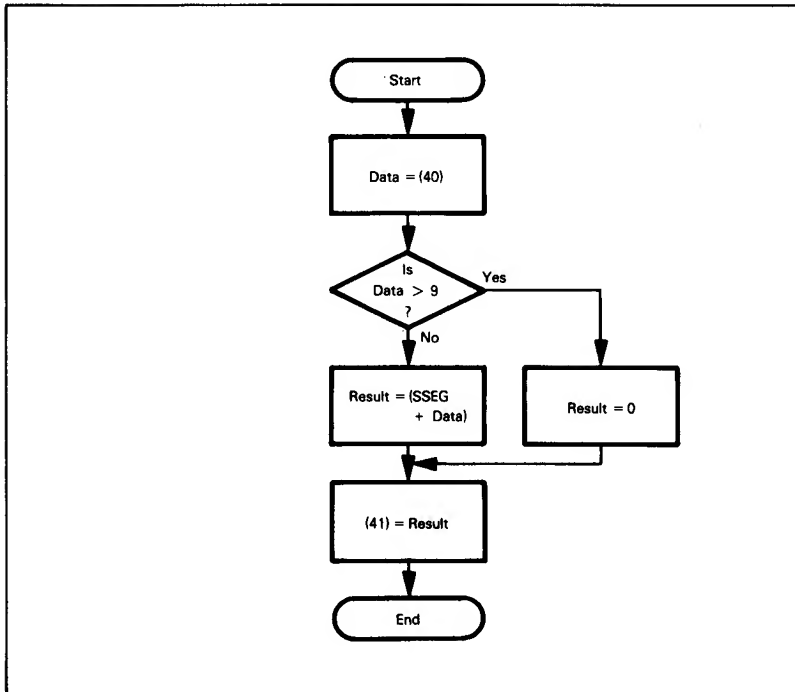 Start
Data = (40)
Is
Data > 9
?
Yes
No
Result = (SSEG
+ Data)
Result = 0
(41) = Result
End